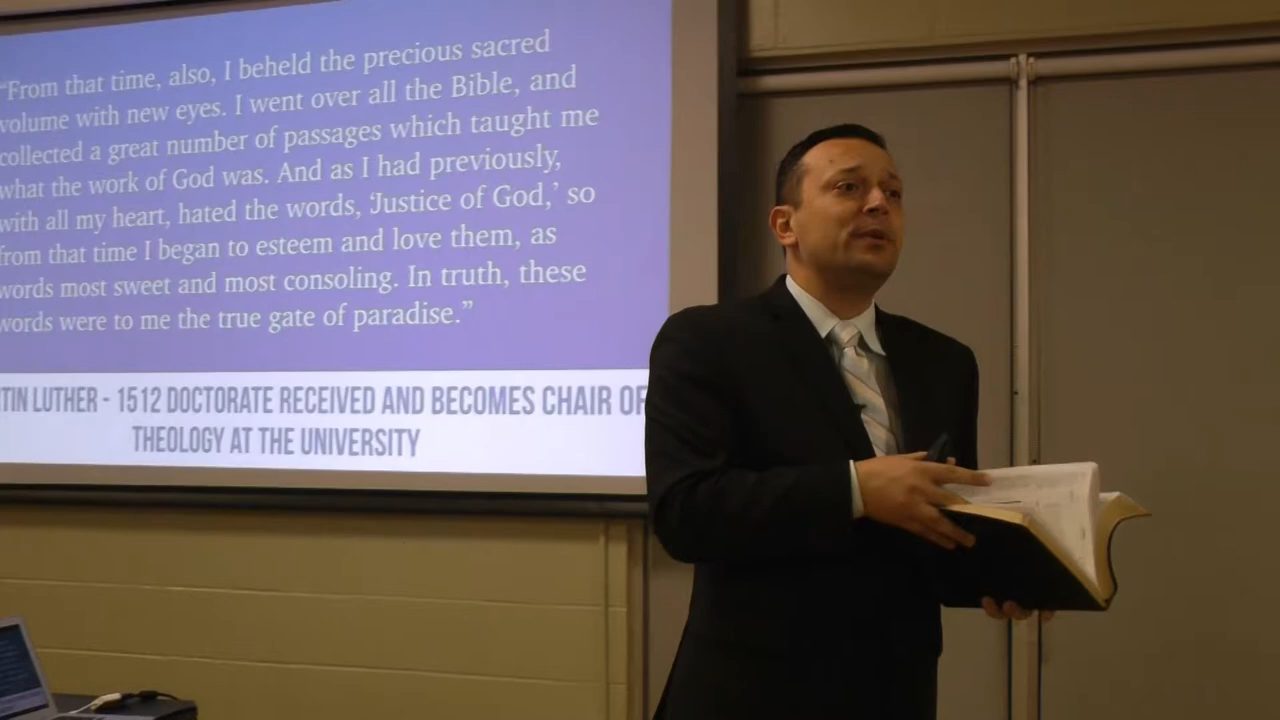 “From that time, also, I beheld the precious sacred
volume with new eyes. I went over all the Bible, and
collected a great number of passages which taught me
what the work of God was. And as I had previously,
with all my heart, hated the words, ‘Justice of God,’ so
from that time I began to esteem and love them, as
words most sweet and most consoling. In truth, these
words were to me the true gate of paradise.”
TIN LUTHER - 1512 DOCTORATE RECEIVED AND BECOMES CHAIR OF
THEOLOGY AT THE UNIVERSITY